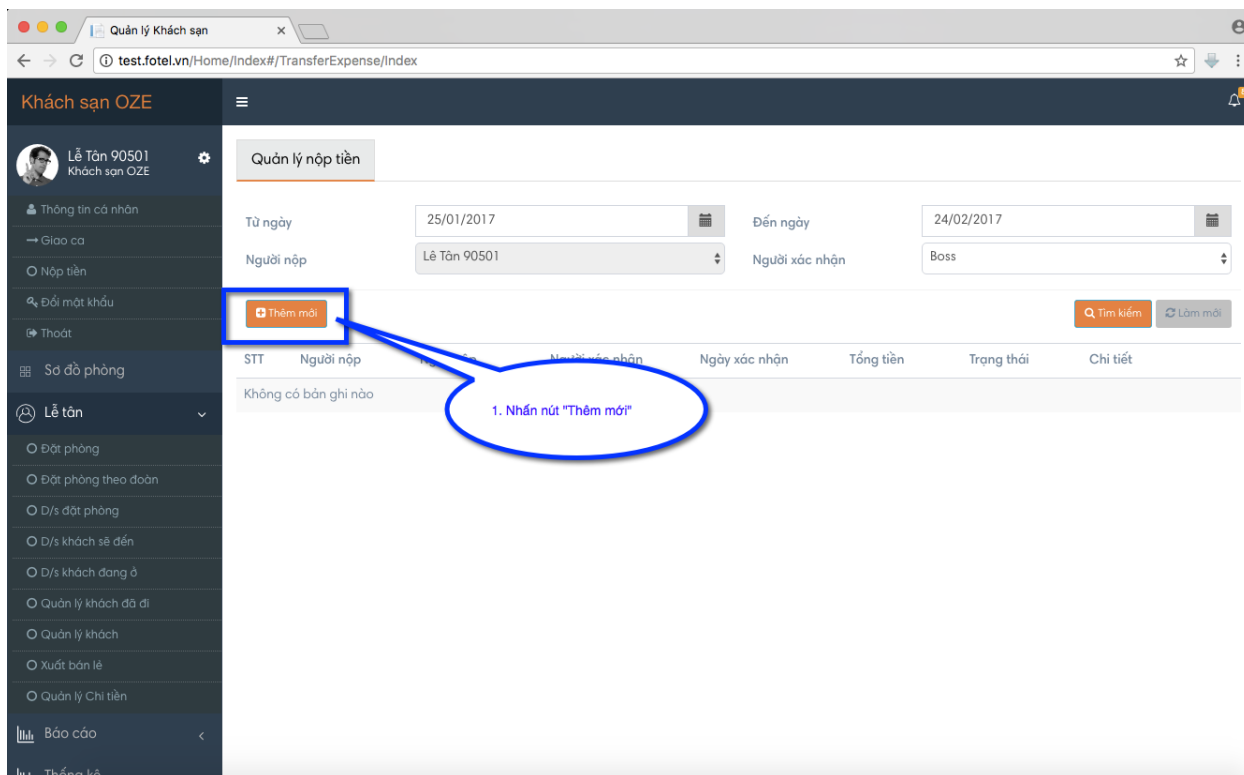 Quản lý Khách sạn
test.fotel.vn/Home/Index#/TransferExpense/Index
Khách sạn OZE
Lễ Tân 90501
Khách sạn OZE
Thông tin cá nhân
Giao ca
Nộp tiền
Đổi mật khẩu
Thoát
Sơ đồ phòng
Lễ tân
Đặt phòng
Đặt phòng theo đoàn
D/s đặt phòng
D/s khách sẽ đến
D/s khách đang ở
Quản lý khách đã đi
Quản lý khách
Xuất bán lẻ
Quản lý Chi tiền
Báo cáo
Thống kê
Quản lý nộp tiền
Từ ngày 25/01/2017 Đến ngày 24/02/2017
Người nộp Lê Tân 90501 Người xác nhận Boss
Thêm mới Tìm kiếm Làm mới
STT Người nộp Người xác nhận Ngày xác nhận Tổng tiền Trạng thái Chi tiết
Không có bản ghi nào
1. Nhấn nút "Thêm mới"